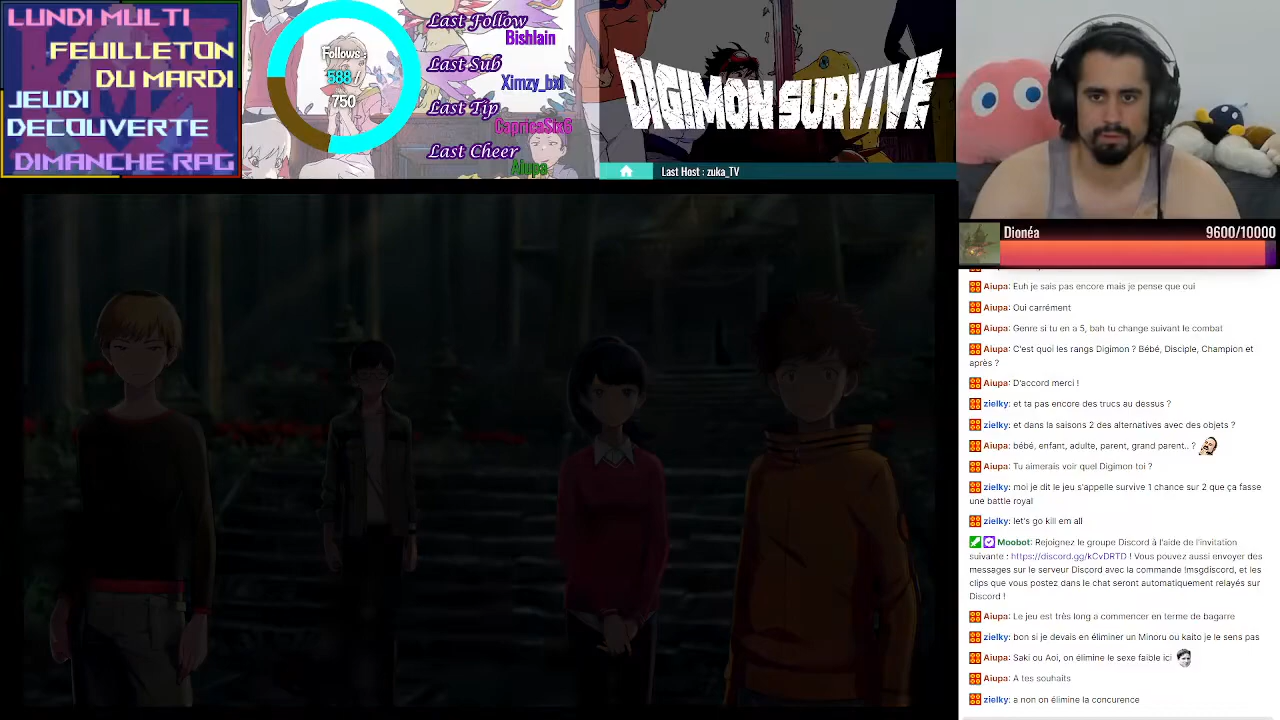 LUNDI MULTI
FEUILLETON
DU MARDI
JEUDI
DECOUVERTE
DIMANCHE RPG
Follows :
588 /
750
Last Follow
Bishlain
Last Sub
Ximzy_bxl
Last Tip
CapricaSix6
Last Cheer
Aiupa
DIGIMON SURVIVE
Last Host : zuka_TV
Dionéa 9600/10000
Aiupa: Euh je sais pas encore mais je pense que oui
Aiupa: Oui carrément
Aiupa: Genre si tu en a 5, bah tu change suivant le combat
Aiupa: C'est quoi les rangs Digimon ? Bébé, Disciple, Champion et
après ?
Aiupa: D'accord merci !
zielky: et ta pas encore des trucs au dessus ?
zielky: et dans la saisons 2 des alternatives avec des objets ?
Aiupa: bébé, enfant, adulte, parent, grand parent.. ?
Aiupa: Tu aimerais voir quel Digimon toi ?
zielky: moi je dit le jeu s'appelle survive 1 chance sur 2 que ça fasse
une battle royal
zielky: let's go kill em all
Moobot: Rejoignez le groupe Discord à l'aide de l'invitation
suivante : https://discord.gg/kCvDRTD ! Vous pouvez aussi envoyer des
messages sur le serveur Discord avec la commande !msgdiscord, et les
clips que vous postez dans le chat seront automatiquement relayés sur
Discord !
Aiupa: Le jeu est très long a commencer en terme de bagarre
zielky: bon si je devais en éliminer un Minoru ou kaito je le sens pas
Aiupa: Saki ou Aoi, on élimine le sexe faible ici
Aiupa: A tes souhaits
zielky: a non on élimine la concurence